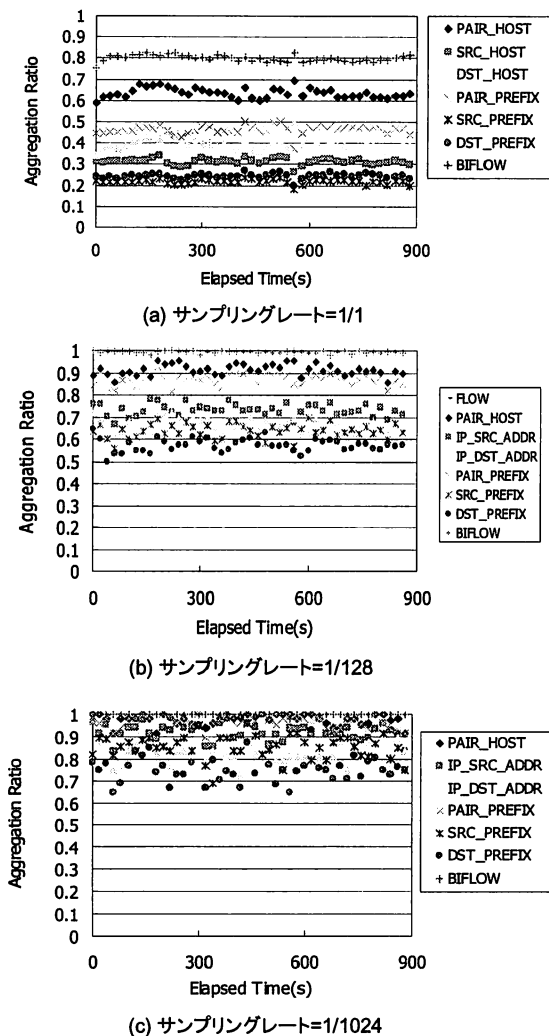 Aggregation Ratio
1
0.9
0.8
0.7
0.6
0.5
0.4
0.3
0.2
0.1
0
0 300 600 900
Elapsed Time(s)
PAIR_HOST
SRC_HOST
DST_HOST
PAIR_PREFIX
SRC_PREFIX
DST_PREFIX
BIFLOW
(a) サンプリングレート=1/1
Aggregation Ratio
1
0.9
0.8
0.7
0.6
0.5
0.4
0.3
0.2
0.1
0
0 300 600 900
Elapsed Time(s)
FLOW
PAIR_HOST
IP_SRC_ADDR
IP_DST_ADDR
PAIR_PREFIX
SRC_PREFIX
DST_PREFIX
BIFLOW
(b) サンプリングレート=1/128
Aggregation Ratio
1
0.9
0.8
0.7
0.6
0.5
0.4
0.3
0.2
0.1
0
0 300 600 900
Elapsed Time(s)
PAIR_HOST
IP_SRC_ADDR
IP_DST_ADDR
PAIR_PREFIX
SRC_PREFIX
DST_PREFIX
BIFLOW
(c) サンプリングレート=1/1024